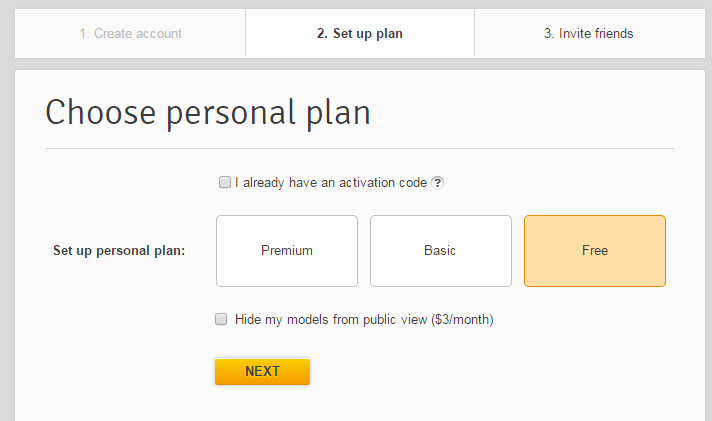 1. Create account
2. Set up plan
3. Invite friends
Choose personal plan
I already have an activation code ?
Set up personal plan:
Premium
Basic
Free
Hide my models from public view ($3/month)
NEXT